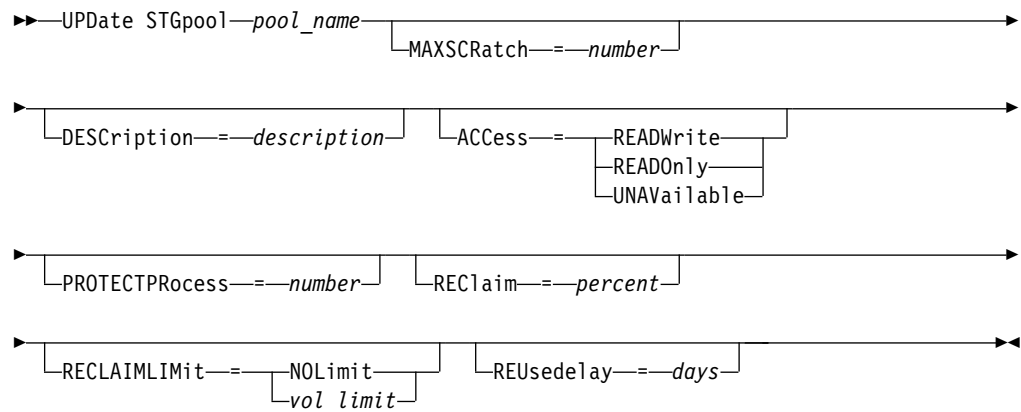 UPDate STGpool pool_name
MAXSCRatch = number
DESCription = description ACCess = READWrite
READOnly
UNAVailable
PROTECTPRocess = number REClaim = percent
RECLAIMLIMit = NOLimit REUsedelay = days
vol limit